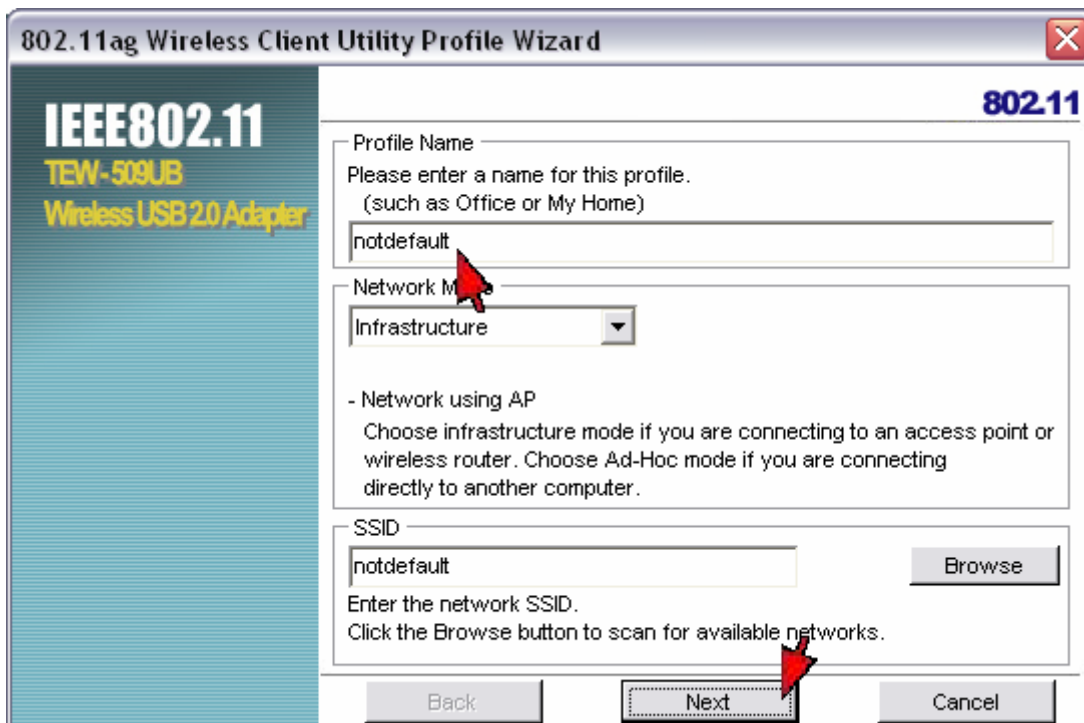 802.11ag Wireless Client Utility Profile Wizard
IEEE802.11
TEW-509UB
Wireless USB 2.0 Adapter
802.11
Profile Name
Please enter a name for this profile.
(such as Office or My Home)
notdefault
Network
Infrastructure
- Network using AP
Choose infrastructure mode if you are connecting to an access point or
wireless router. Choose Ad-Hoc mode if you are connecting
directly to another computer.
SSID
notdefault
Browse
Enter the network SSID.
Click the Browse button to scan for available networks.
Back
Next
Cancel